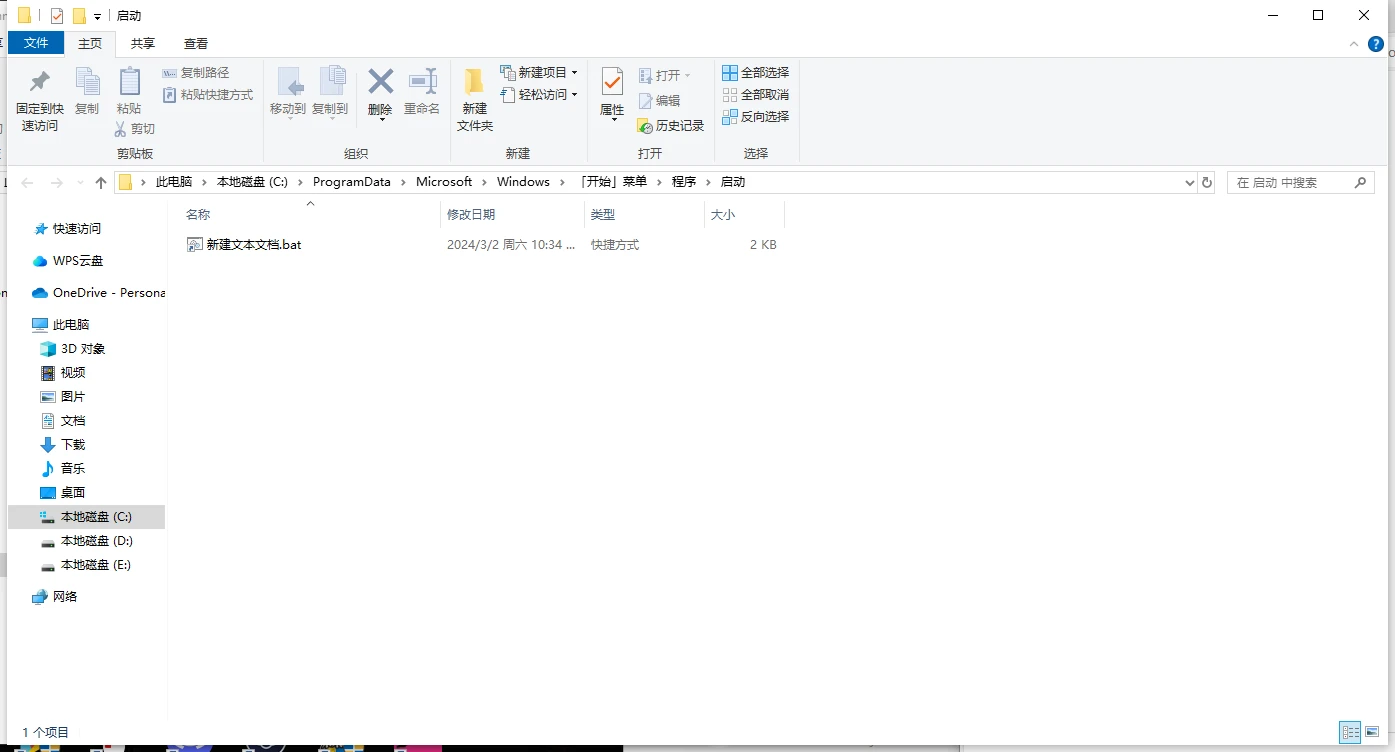 启动
文件 主页 共享 查看
固定到快速访问
复制
粘贴
复制路径
粘贴快捷方式
剪切
剪贴板
移动到
复制到
删除
重命名
组织
新建
文件夹
新建项目
轻松访问
新建
属性
打开
编辑
历史记录
打开
全部选择
全部取消
反向选择
选择
此电脑 › 本地磁盘 (C:) › ProgramData › Microsoft › Windows › 「开始」菜单 › 程序 › 启动
在 启动 中搜索
名称 修改日期 类型 大小
新建文本文档.bat 2024/3/2 周六 10:34 ... 快捷方式 2 KB
快速访问
WPS云盘
OneDrive - Persona
此电脑
3D 对象
视频
图片
文档
下载
音乐
桌面
本地磁盘 (C:)
本地磁盘 (D:)
本地磁盘 (E:)
网络
1 个项目